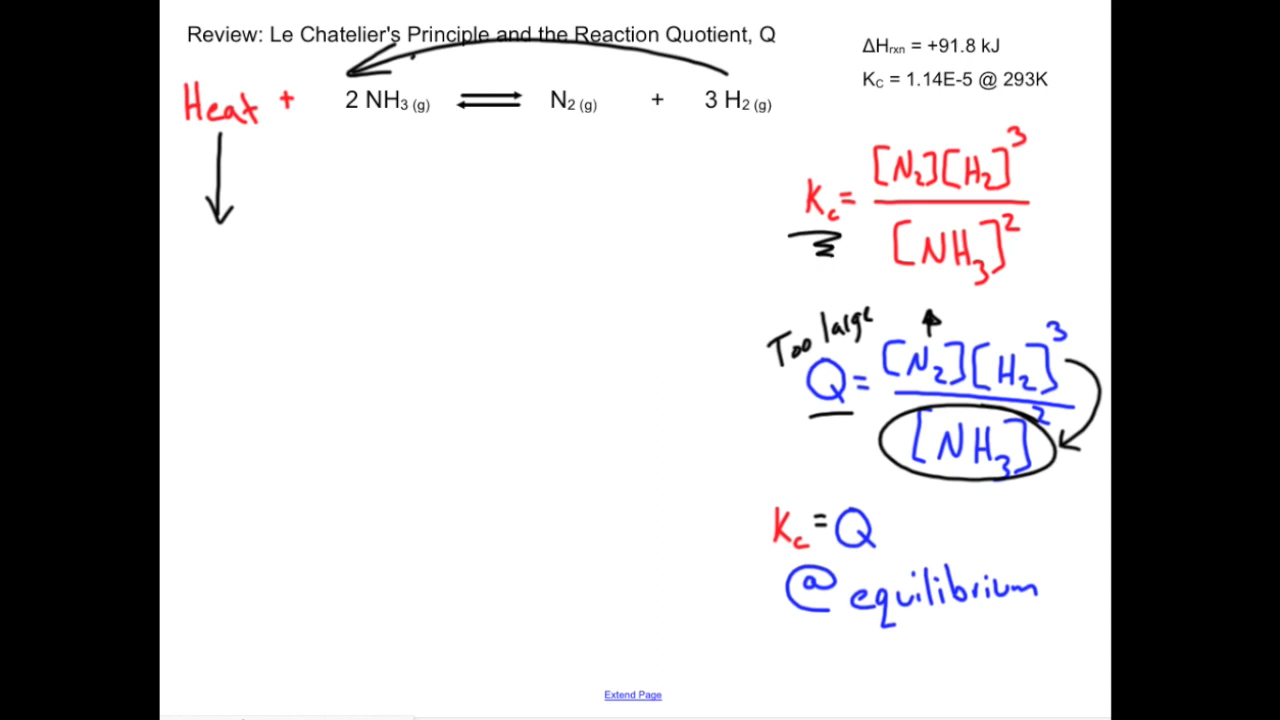 Review: Le Chatelier's Principle and the Reaction Quotient, Q
ΔHrxn = +91.8 kJ
KC = 1.14E-5 @ 293K
Heat + 2 NH3 (g) ⇌ N2 (g) + 3 H2 (g)
Kc = [N2][H2]^3 / [NH3]^2
Too large
Q = [N2][H2]^3 / [NH3]^2
Kc = Q
@ equilibrium
Extend Page